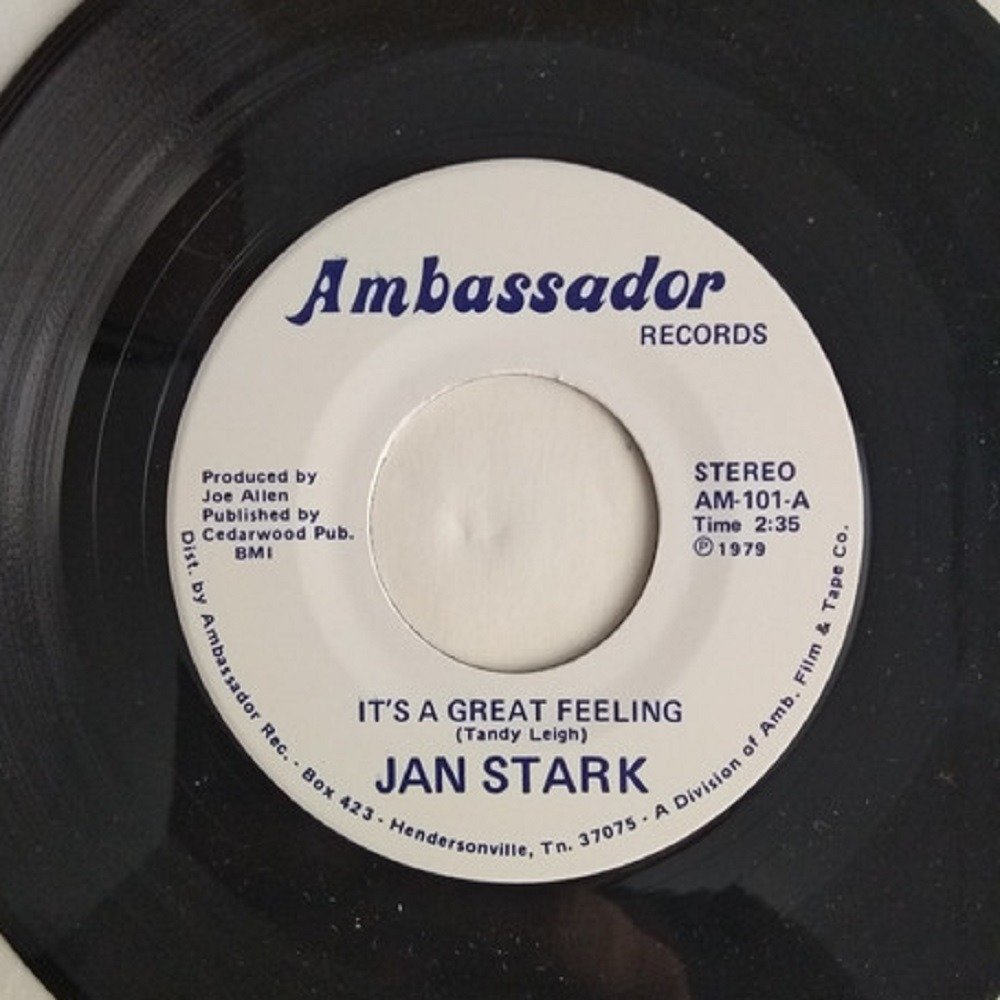 Ambassador
RECORDS
Produced by
Joe Allen
Published by
Cedarwood Pub.
BMI
STEREO
AM-101-A
Time 2:35
℗ 1979
IT'S A GREAT FEELING
(Tandy Leigh)
JAN STARK
Dist. by Ambassador Rec. - Box 423 - Hendersonville, Tn. 37075 - A Division of Amb. Film & Tape Co.